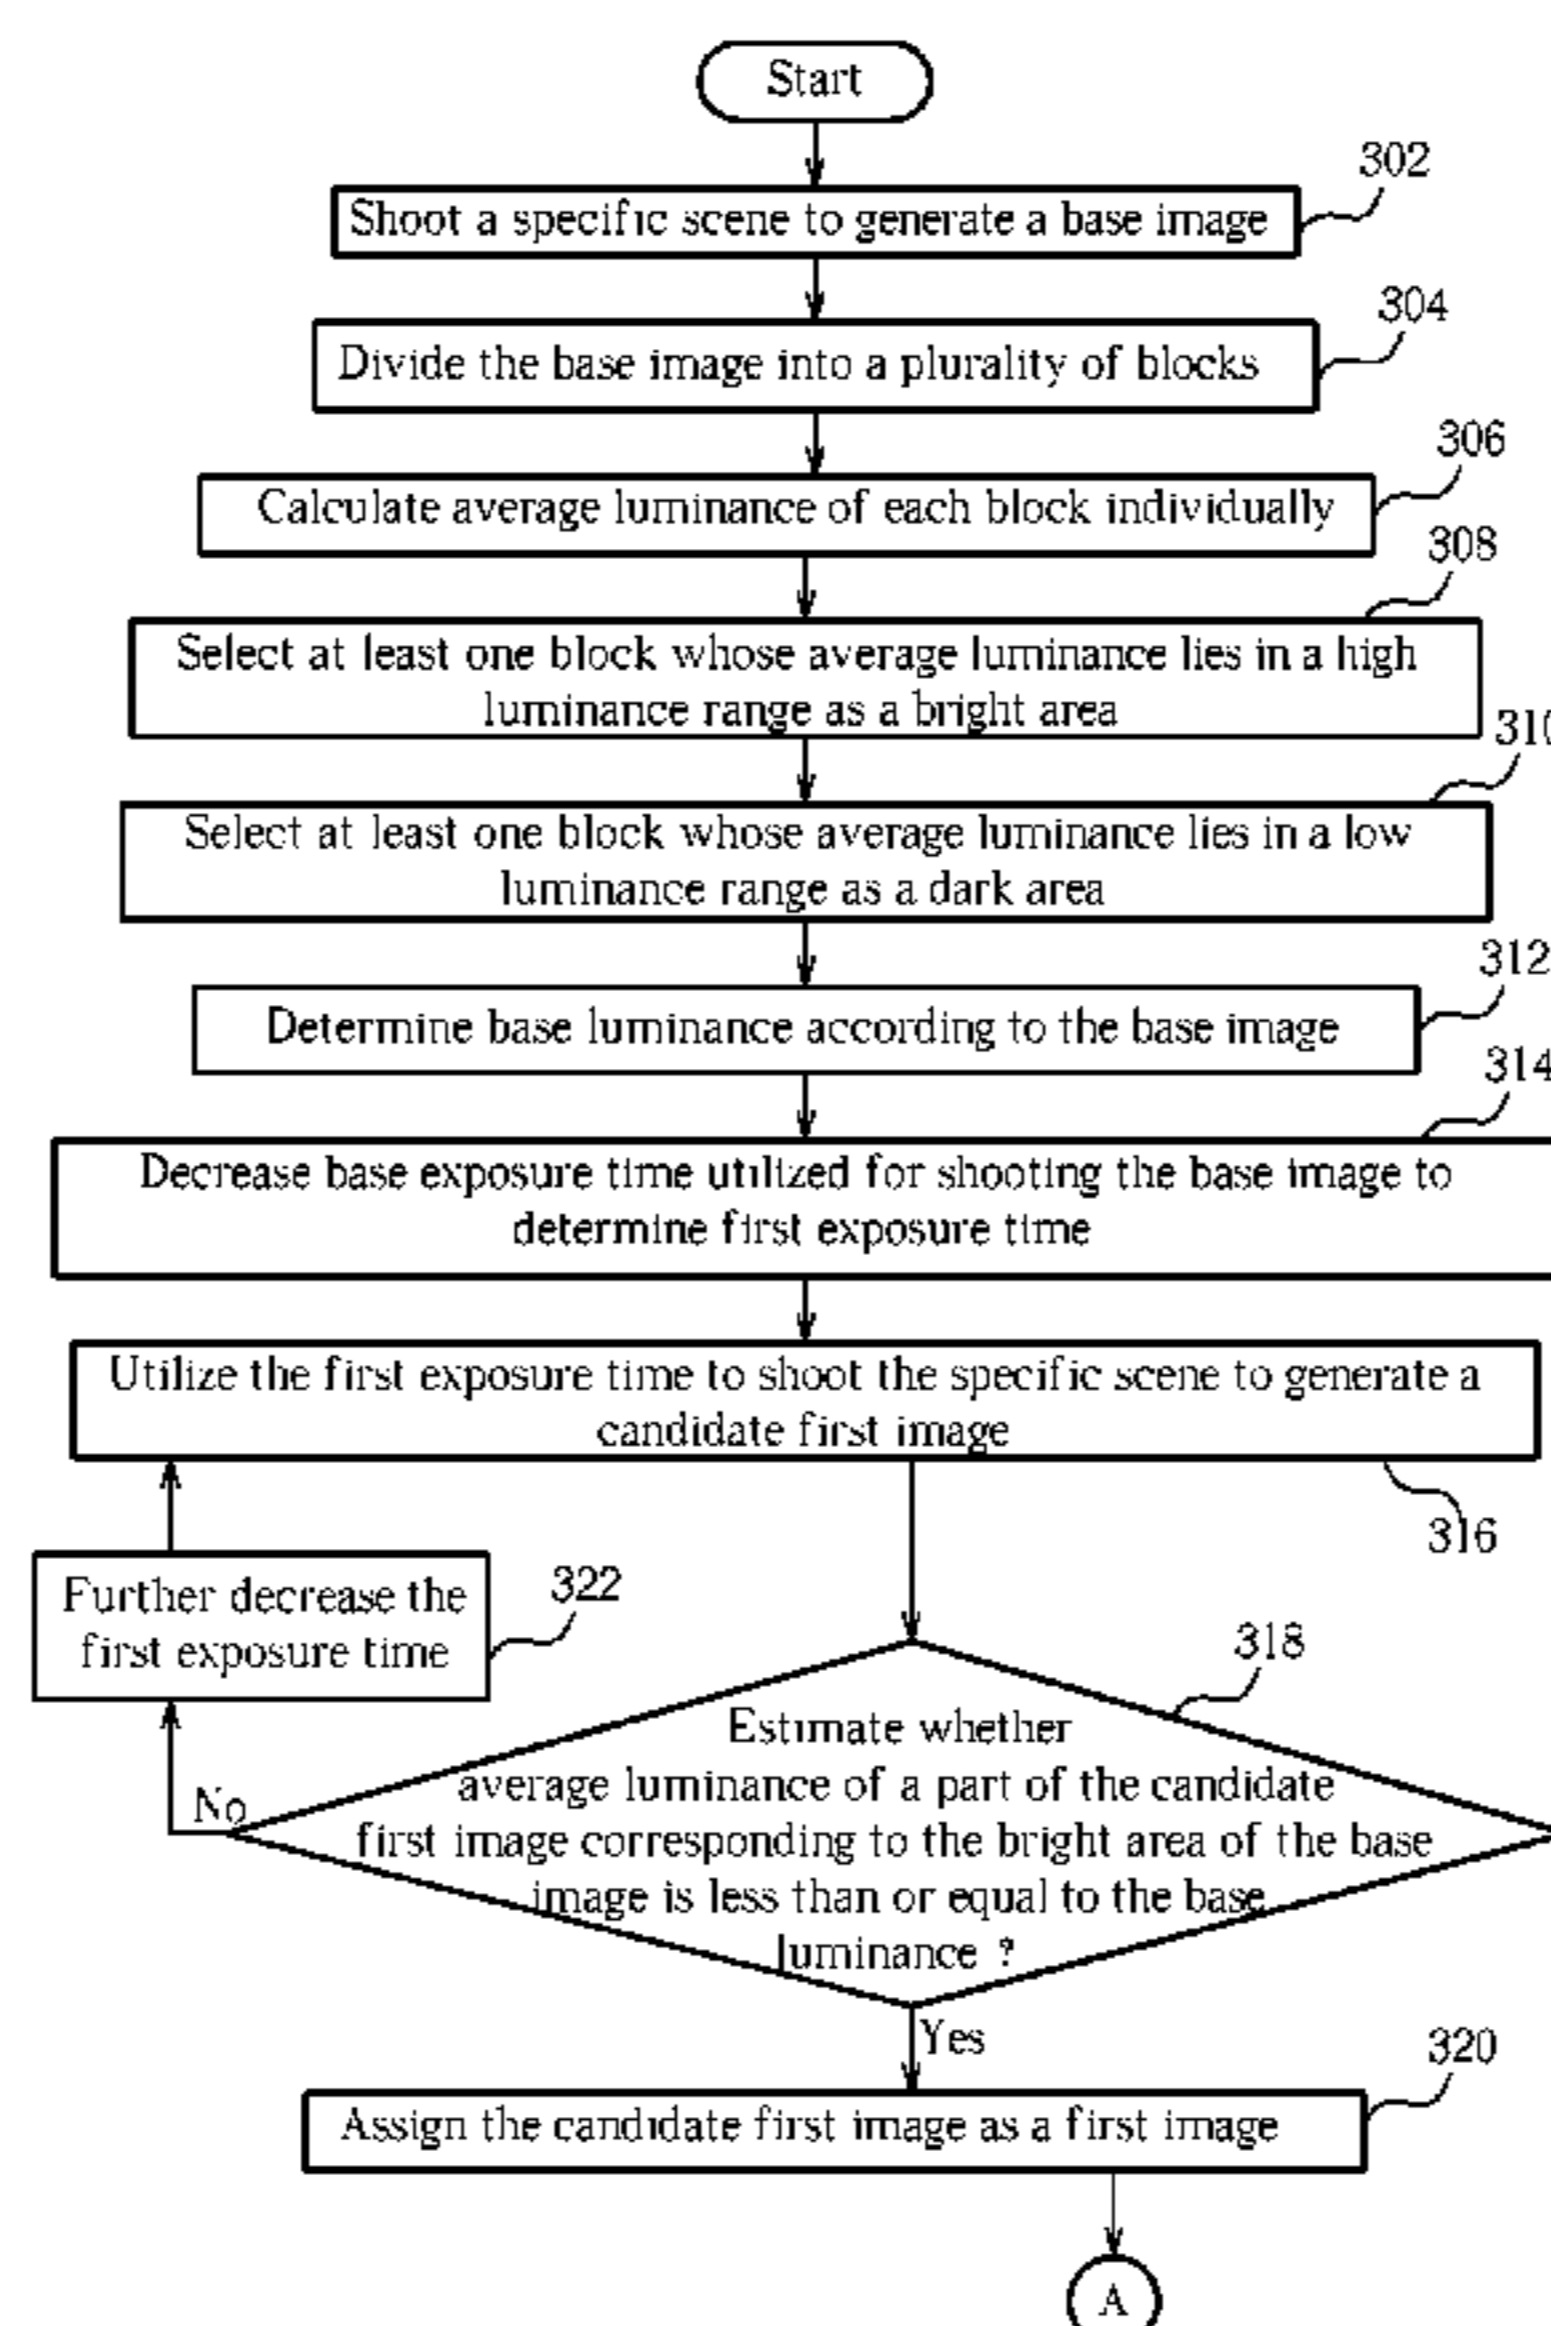 Start
302
Shoot a specific scene to generate a base image
304
Divide the base image into a plurality of blocks
306
Calculate average luminance of each block individually
308
Select at least one block whose average luminance lies in a high
luminance range as a bright area
310
Select at least one block whose average luminance lies in a low
luminance range as a dark area
312
Determine base luminance according to the base image
314
Decrease base exposure time utilized for shooting the base image to
determine first exposure time
Utilize the first exposure time to shoot the specific scene to generate a
candidate first image
316
Further decrease the
first exposure time
322
318
Estimate whether
average luminance of a part of the candidate
first image corresponding to the bright area of the base
image is less than or equal to the base
luminance ?
No
Yes
320
Assign the candidate first image as a first image
A